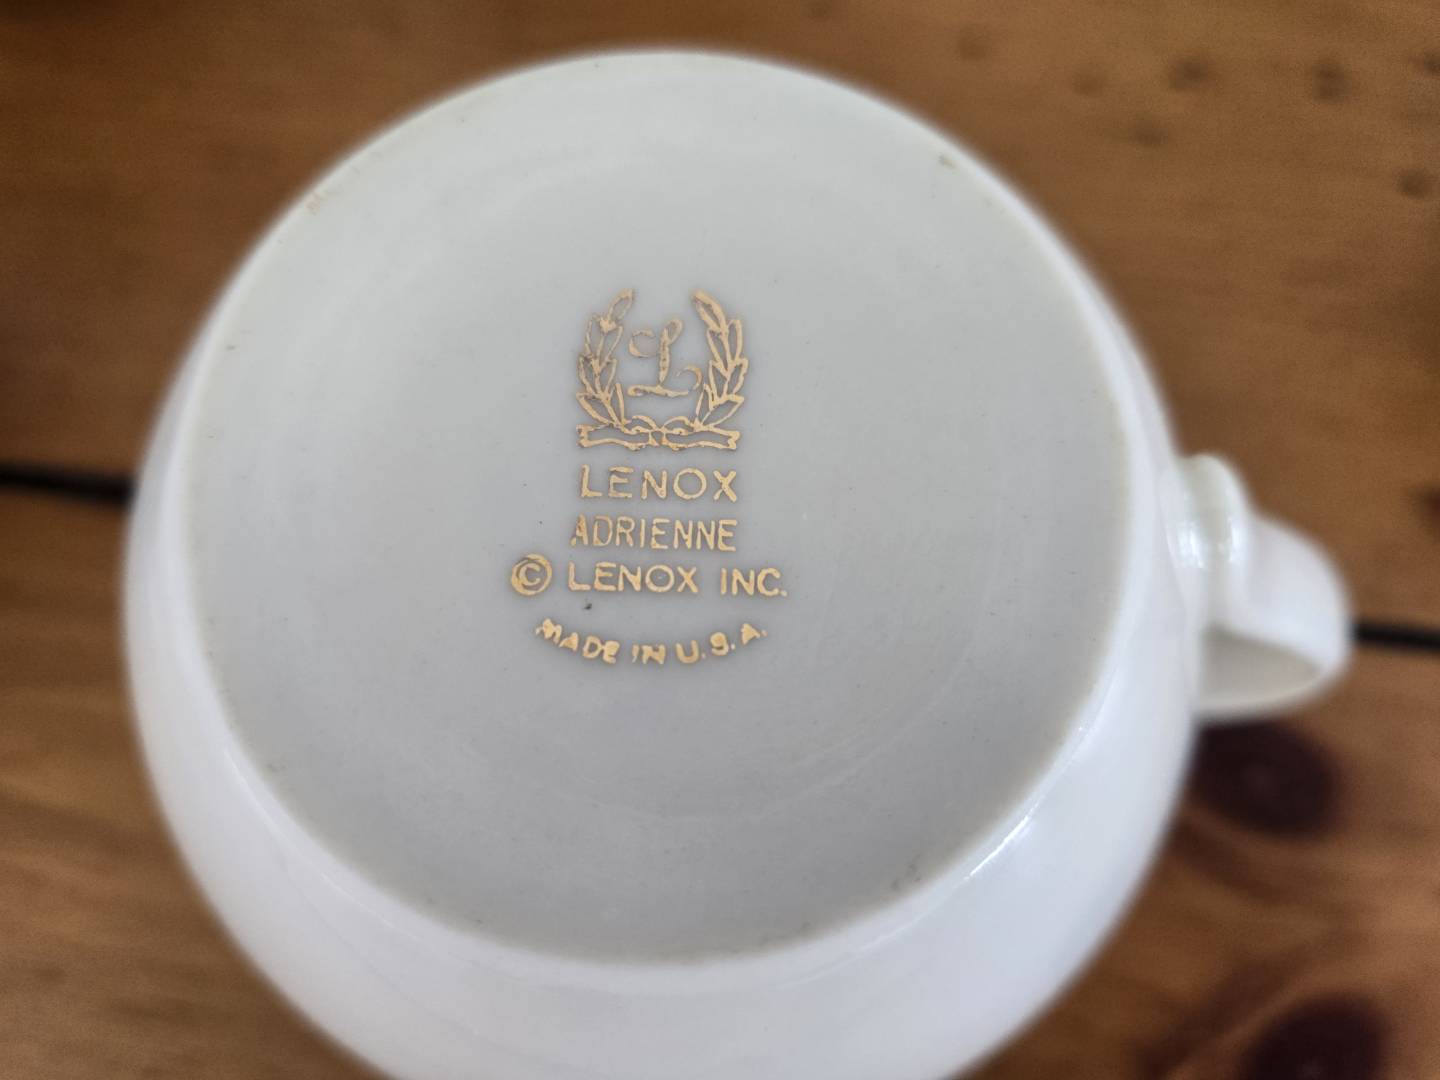 L
LENOX
ADRIENNE
© LENOX INC.
MADE IN U.S.A.